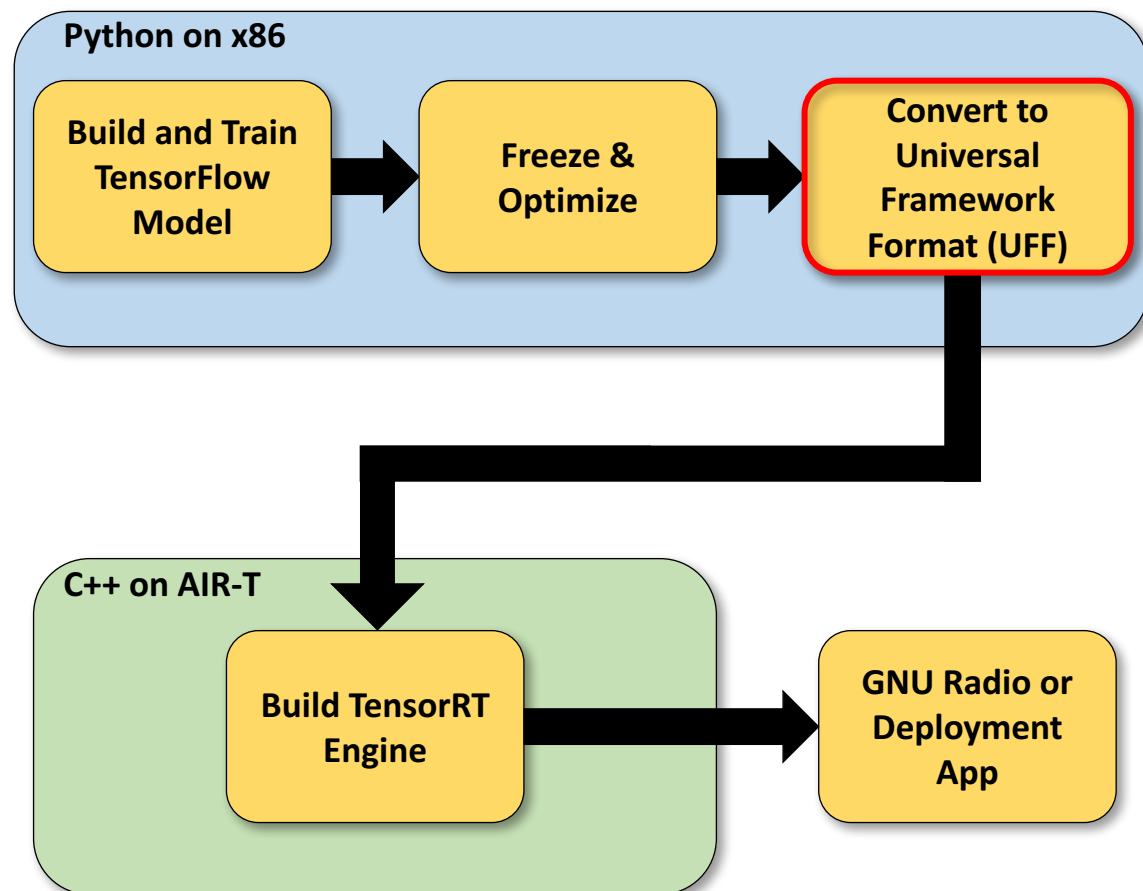 Python on x86
Build and Train
TensorFlow
Model
Freeze &
Optimize
Convert to
Universal
Framework
Format (UFF)
C++ on AIR-T
Build TensorRT
Engine
GNU Radio or
Deployment
App